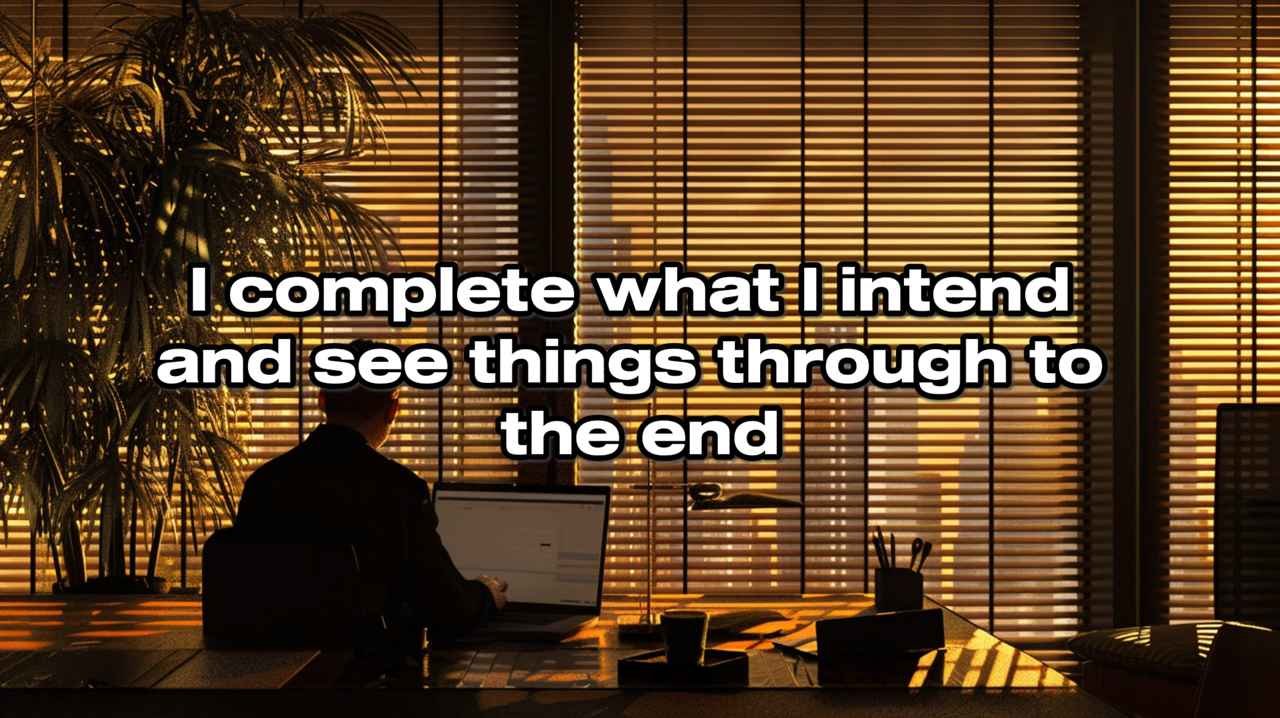 I complete what I intend
and see things through to
the end